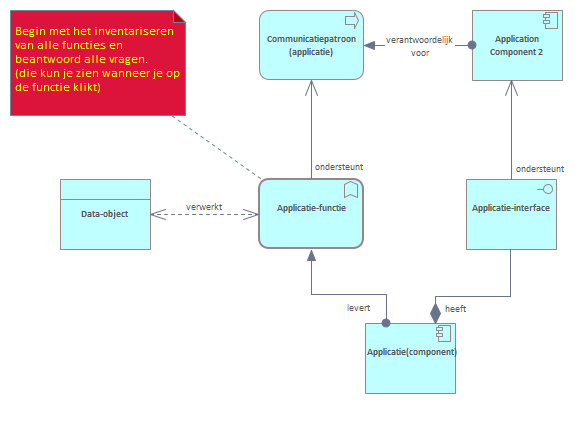 Begin met het inventariseren
van alle functies en
beantwoord alle vragen.
(die kun je zien wanneer je op
de functie klikt)
Communicatiepatroon
(applicatie)
verantwoordelijk
voor
Application
Component 2
ondersteunt
ondersteunt
Data-object
verwerkt
Applicatie-functie
Applicatie-interface
levert
heeft
Applicatie(component)